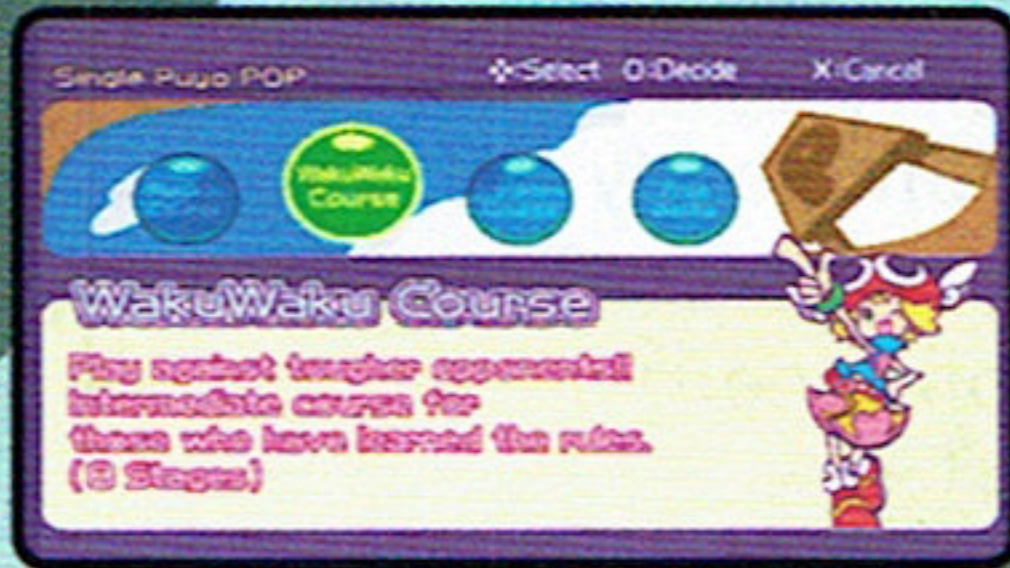 Single Puyo POP
✣:Select O:Decide X:Cancel
WakuWaku
Course
WakuWaku Course
Play against tougher opponents!!
Intermediate course for
those who have learned the rules.
(8 Stages)